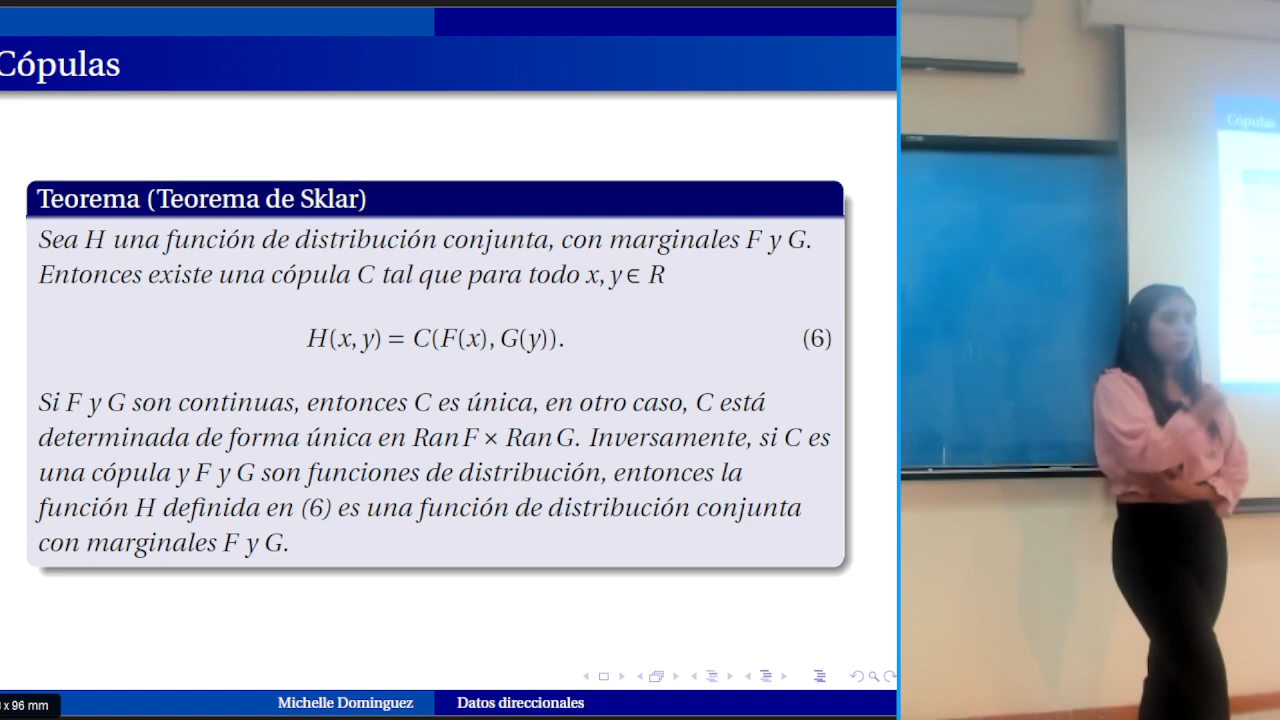 Cópulas
Teorema (Teorema de Sklar)
Sea H una función de distribución conjunta, con marginales F y G.
Entonces existe una cópula C tal que para todo x, y ∈ R
H(x, y) = C(F(x), G(y)). (6)
Si F y G son continuas, entonces C es única, en otro caso, C está
determinada de forma única en Ran F × Ran G. Inversamente, si C es
una cópula y F y G son funciones de distribución, entonces la
función H definida en (6) es una función de distribución conjunta
con marginales F y G.
Michelle Dominguez Datos direccionales
x 96 mm
Cópulas